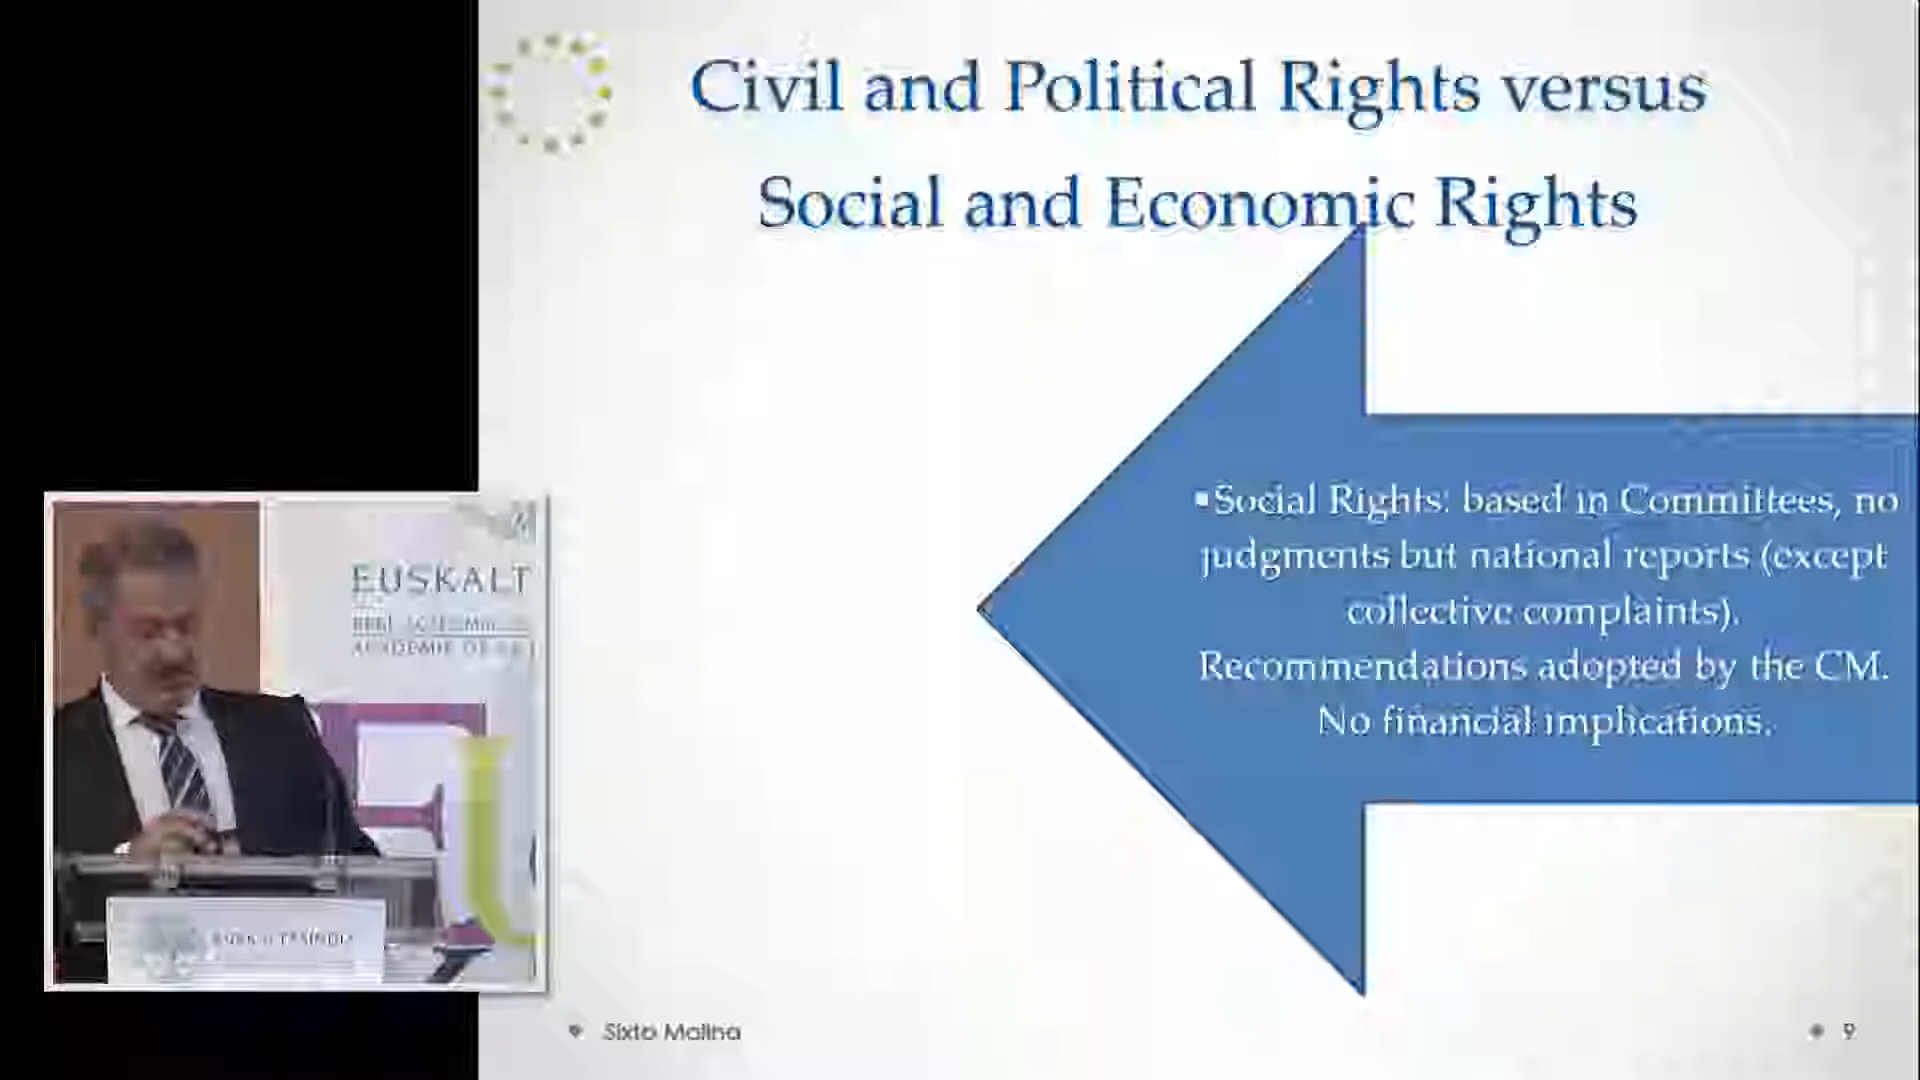 Civil and Political Rights versus
Social and Economic Rights
▪Social Rights: based in Committees, no
judgments but national reports (except
collective complaints).
Recommendations adopted by the CM.
No financial implications.
EUSKALT
Sixto Molina
9